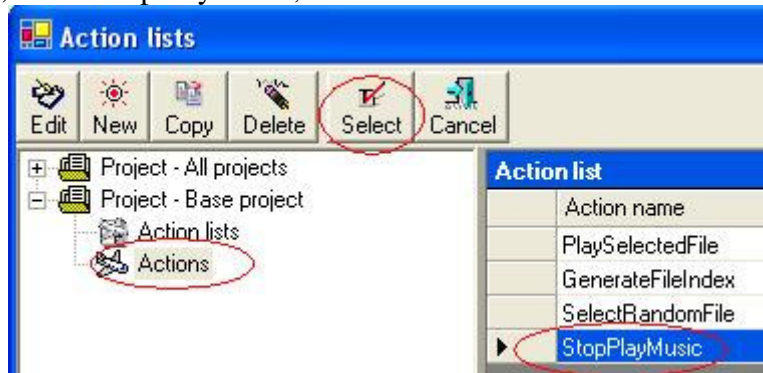 Action lists
Edit New Copy Delete Select Cancel
Project - All projects
Project - Base project
Action lists
Actions
Action list
Action name
PlaySelectedFile
GenerateFileIndex
SelectRandomFile
StopPlayMusic